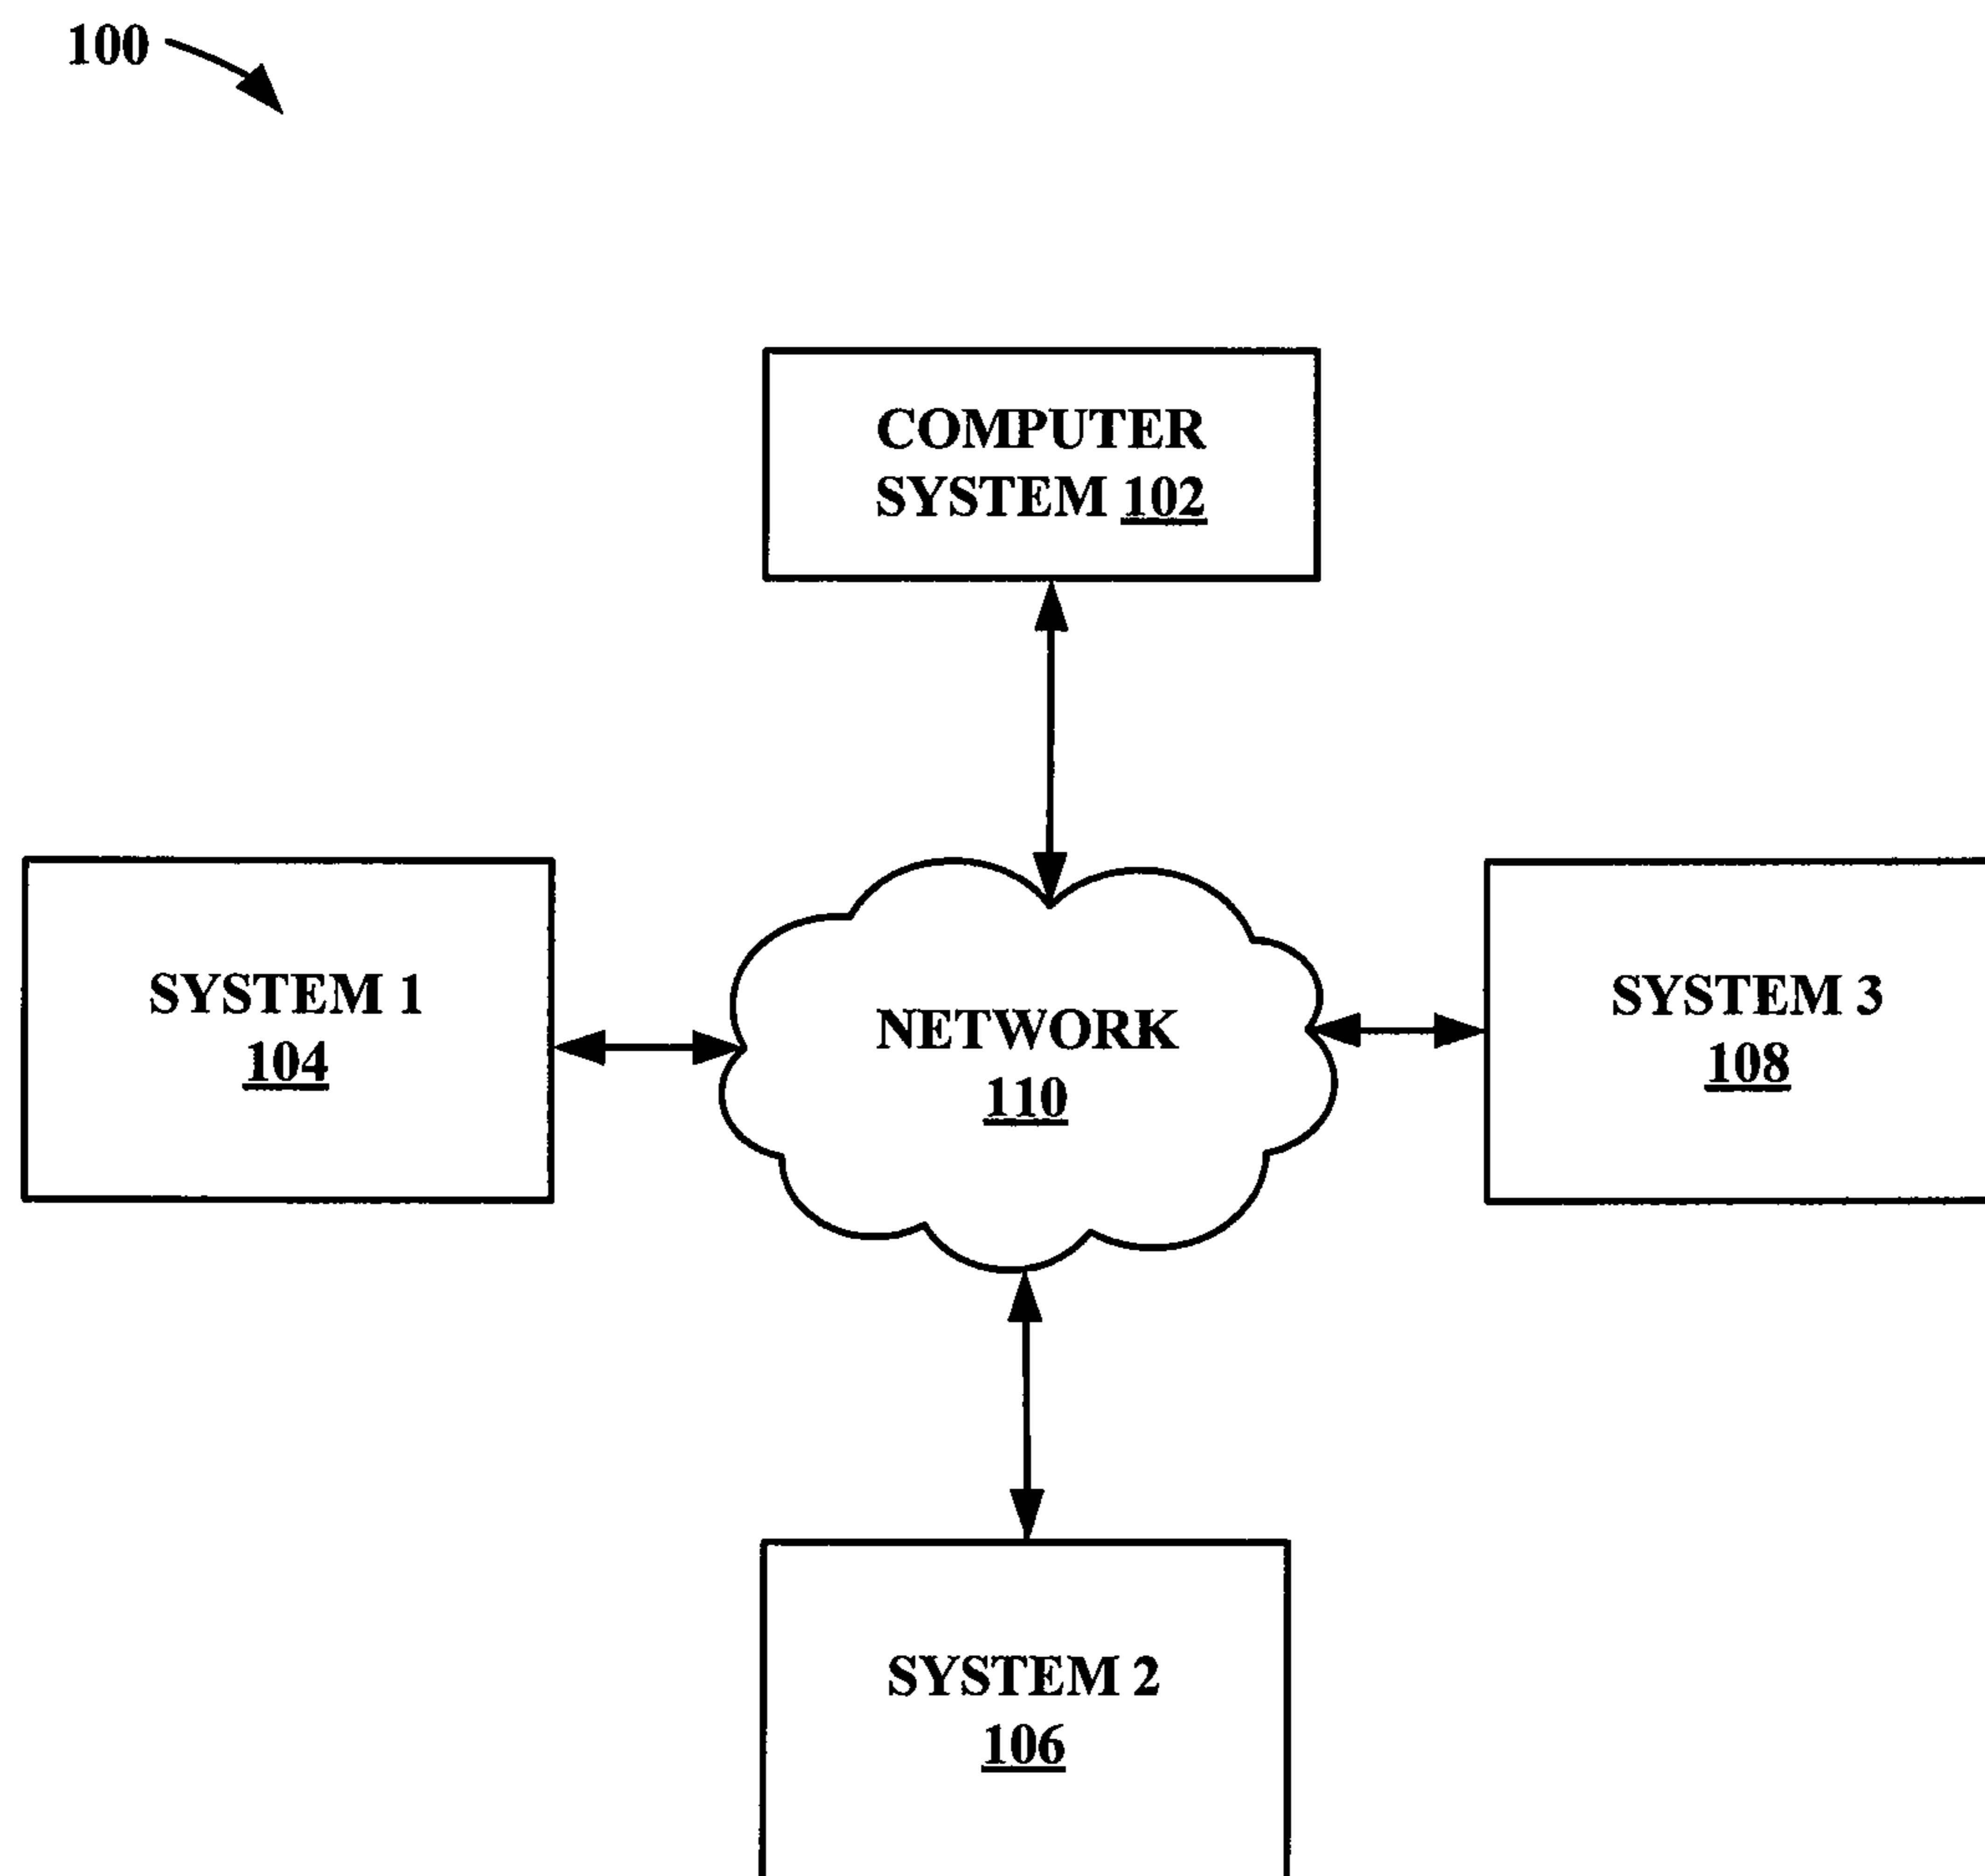 100
COMPUTER
SYSTEM 102
SYSTEM 1
104
NETWORK
110
SYSTEM 3
108
SYSTEM 2
106